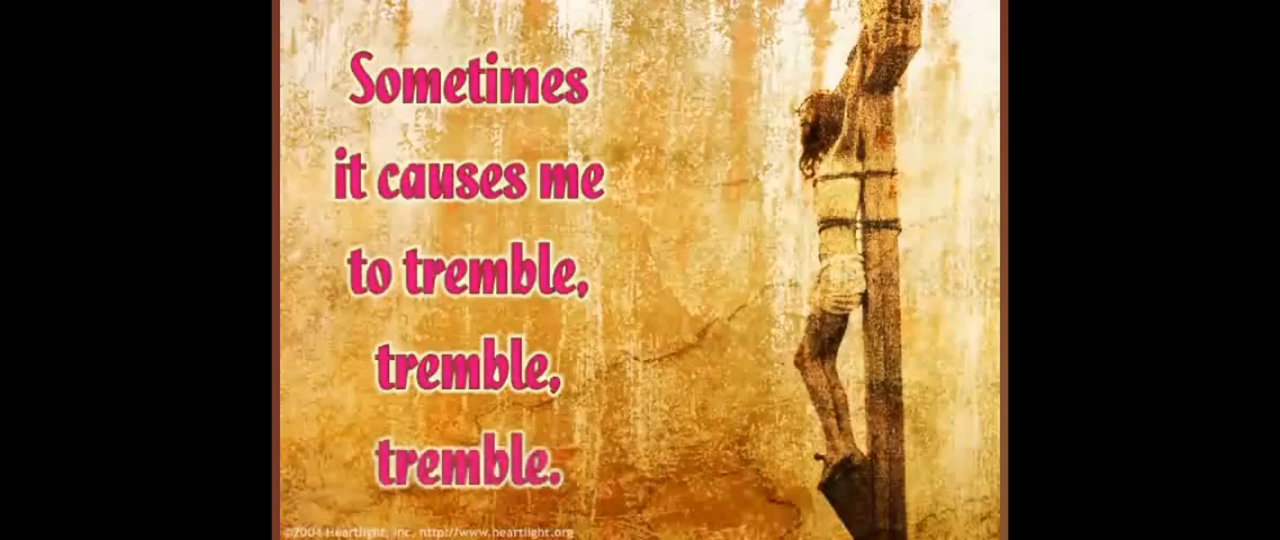 Sometimes
it causes me
to tremble,
tremble,
tremble.
©2004 Heartlight, Inc. http://www.heartlight.org